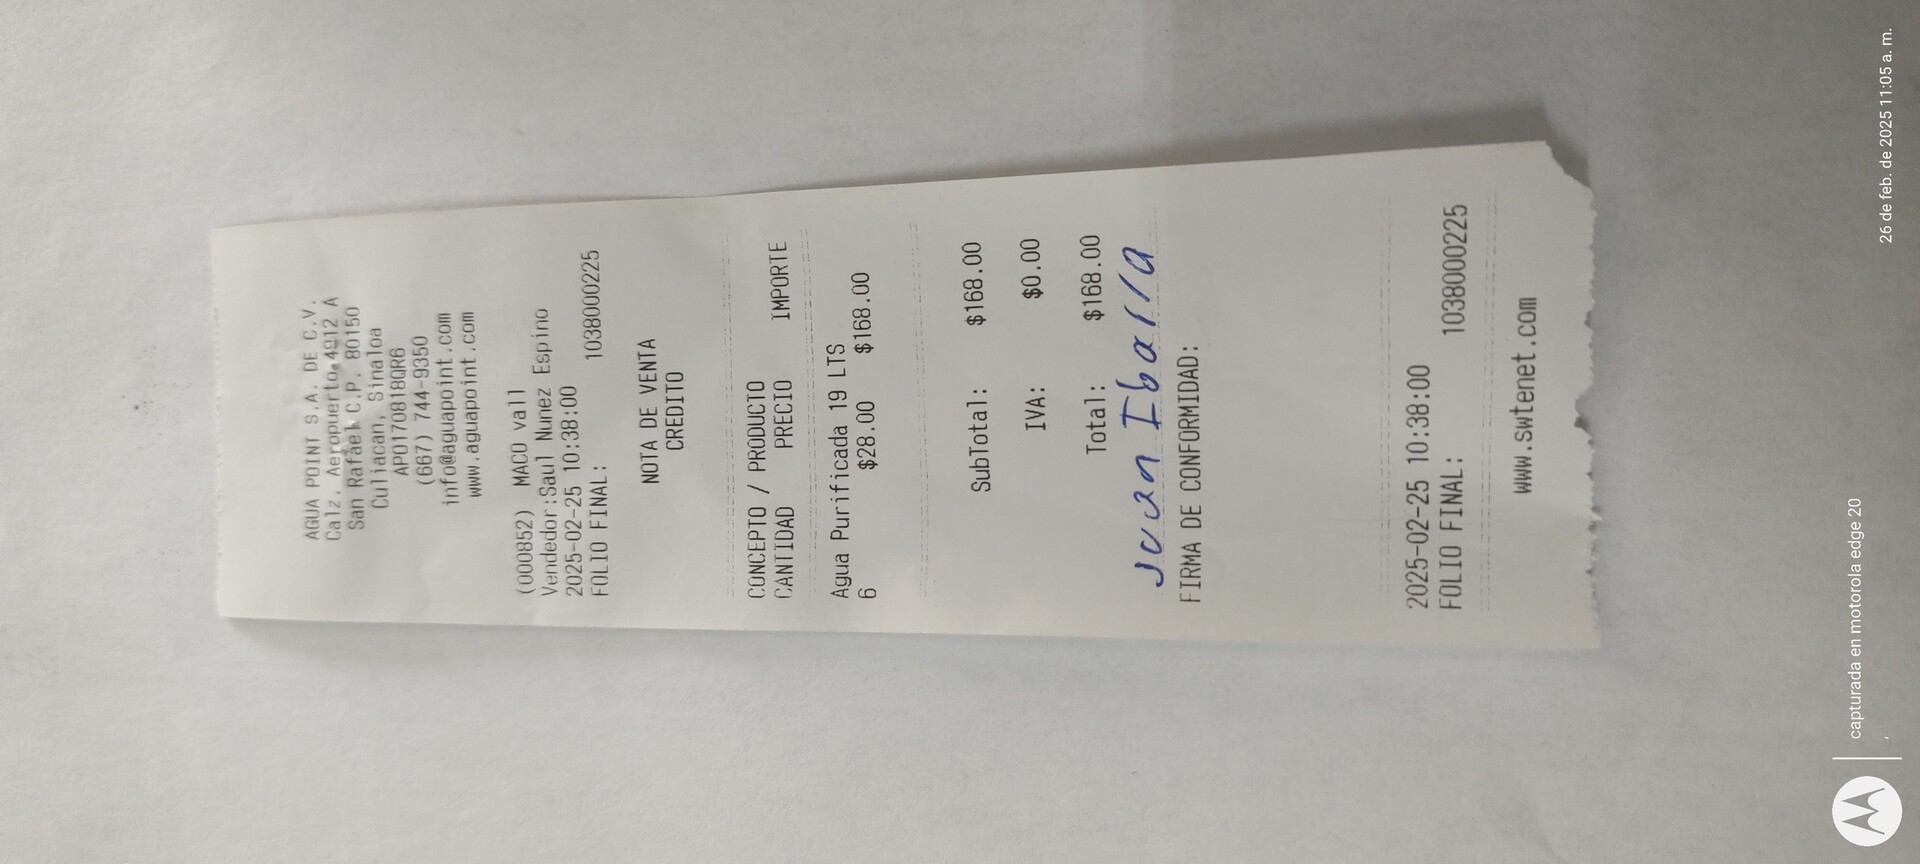 AGUA POINT S.A. DE C.V.
Calz. Aeropuerto 4912 A
San Rafael C.P. 80150
Culiacan, Sinaloa
APO170818QR6
(667) 744-9350
info@aguapoint.com
www.aguapoint.com
(000852) MACO vall
Vendedor:Saul Nunez Espino
2025-02-25 10:38:00
FOLIO FINAL: 1038000225
NOTA DE VENTA
CREDITO
CONCEPTO / PRODUCTO
CANTIDAD PRECIO IMPORTE
Agua Purificada 19 LTS
6 $28.00 $168.00
SubTotal: $168.00
IVA: $0.00
Total: $168.00
Juan Ibarra
FIRMA DE CONFORMIDAD:
2025-02-25 10:38:00
FOLIO FINAL: 1038000225
www.swtenet.com
capturada en motorola edge 20
26 de feb. de 2025 11:05 a. m.